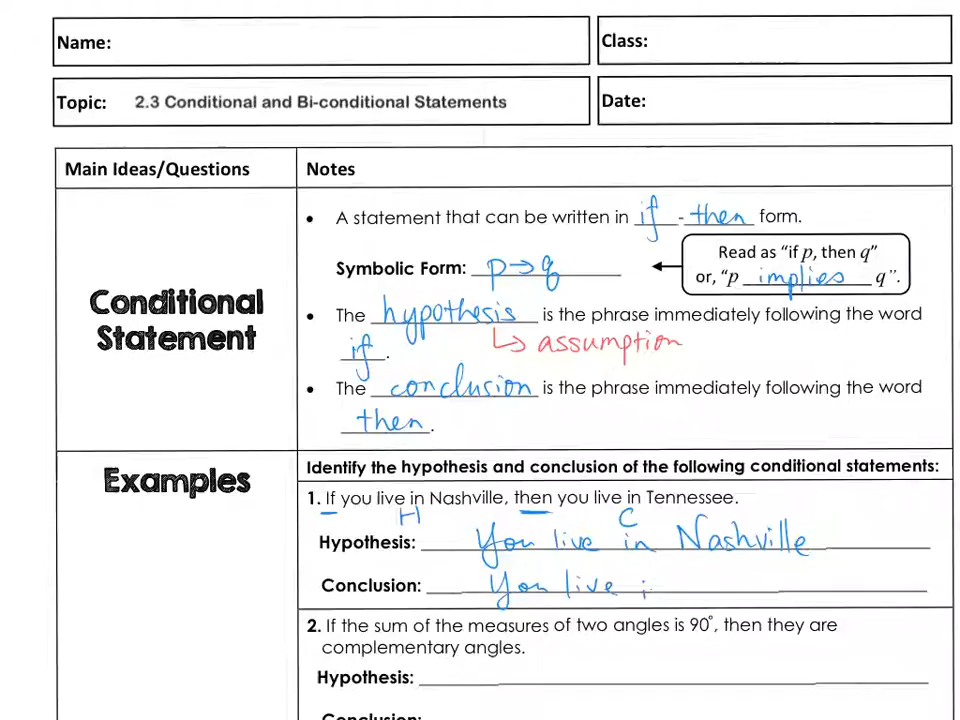 Name:
Class:
Topic: 2.3 Conditional and Bi-conditional Statements
Date:
Main Ideas/Questions
Notes
Conditional
Statement
• A statement that can be written in if - then form.
Symbolic Form: p → q
Read as "if p, then q"
or, "p implies q".
• The hypothesis is the phrase immediately following the word
if.
↳ assumption
• The conclusion is the phrase immediately following the word
then.
Examples
Identify the hypothesis and conclusion of the following conditional statements:
1. If you live in Nashville, then you live in Tennessee.
H
C
Hypothesis: You live in Nashville
Conclusion: You live
2. If the sum of the measures of two angles is 90°, then they are
complementary angles.
Hypothesis:
Conclusion: